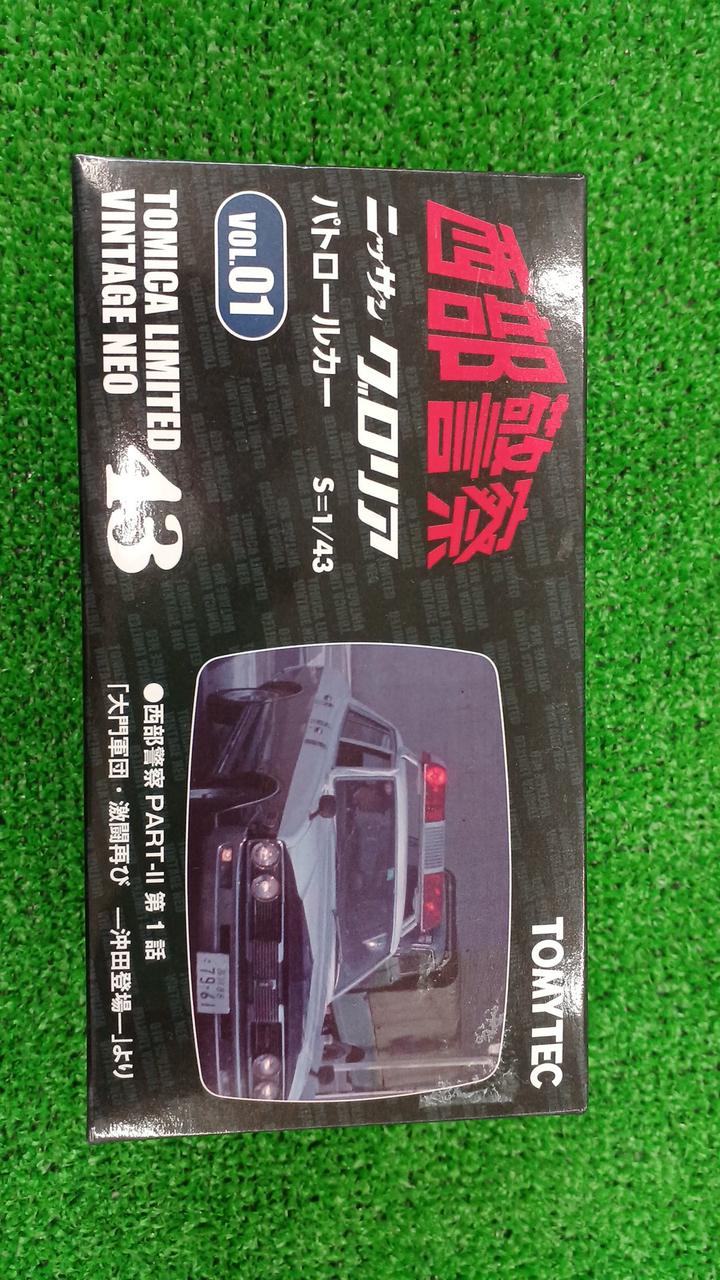 西部警察
TOMYTEC
ニッサン グロリア
パトロールカー S=1/43
VOL.01
TOMICA LIMITED
VINTAGE NEO 43
●西部警察 PART-II 第1話
「大門軍団・激闘再び ―沖田登場―」より
79-61